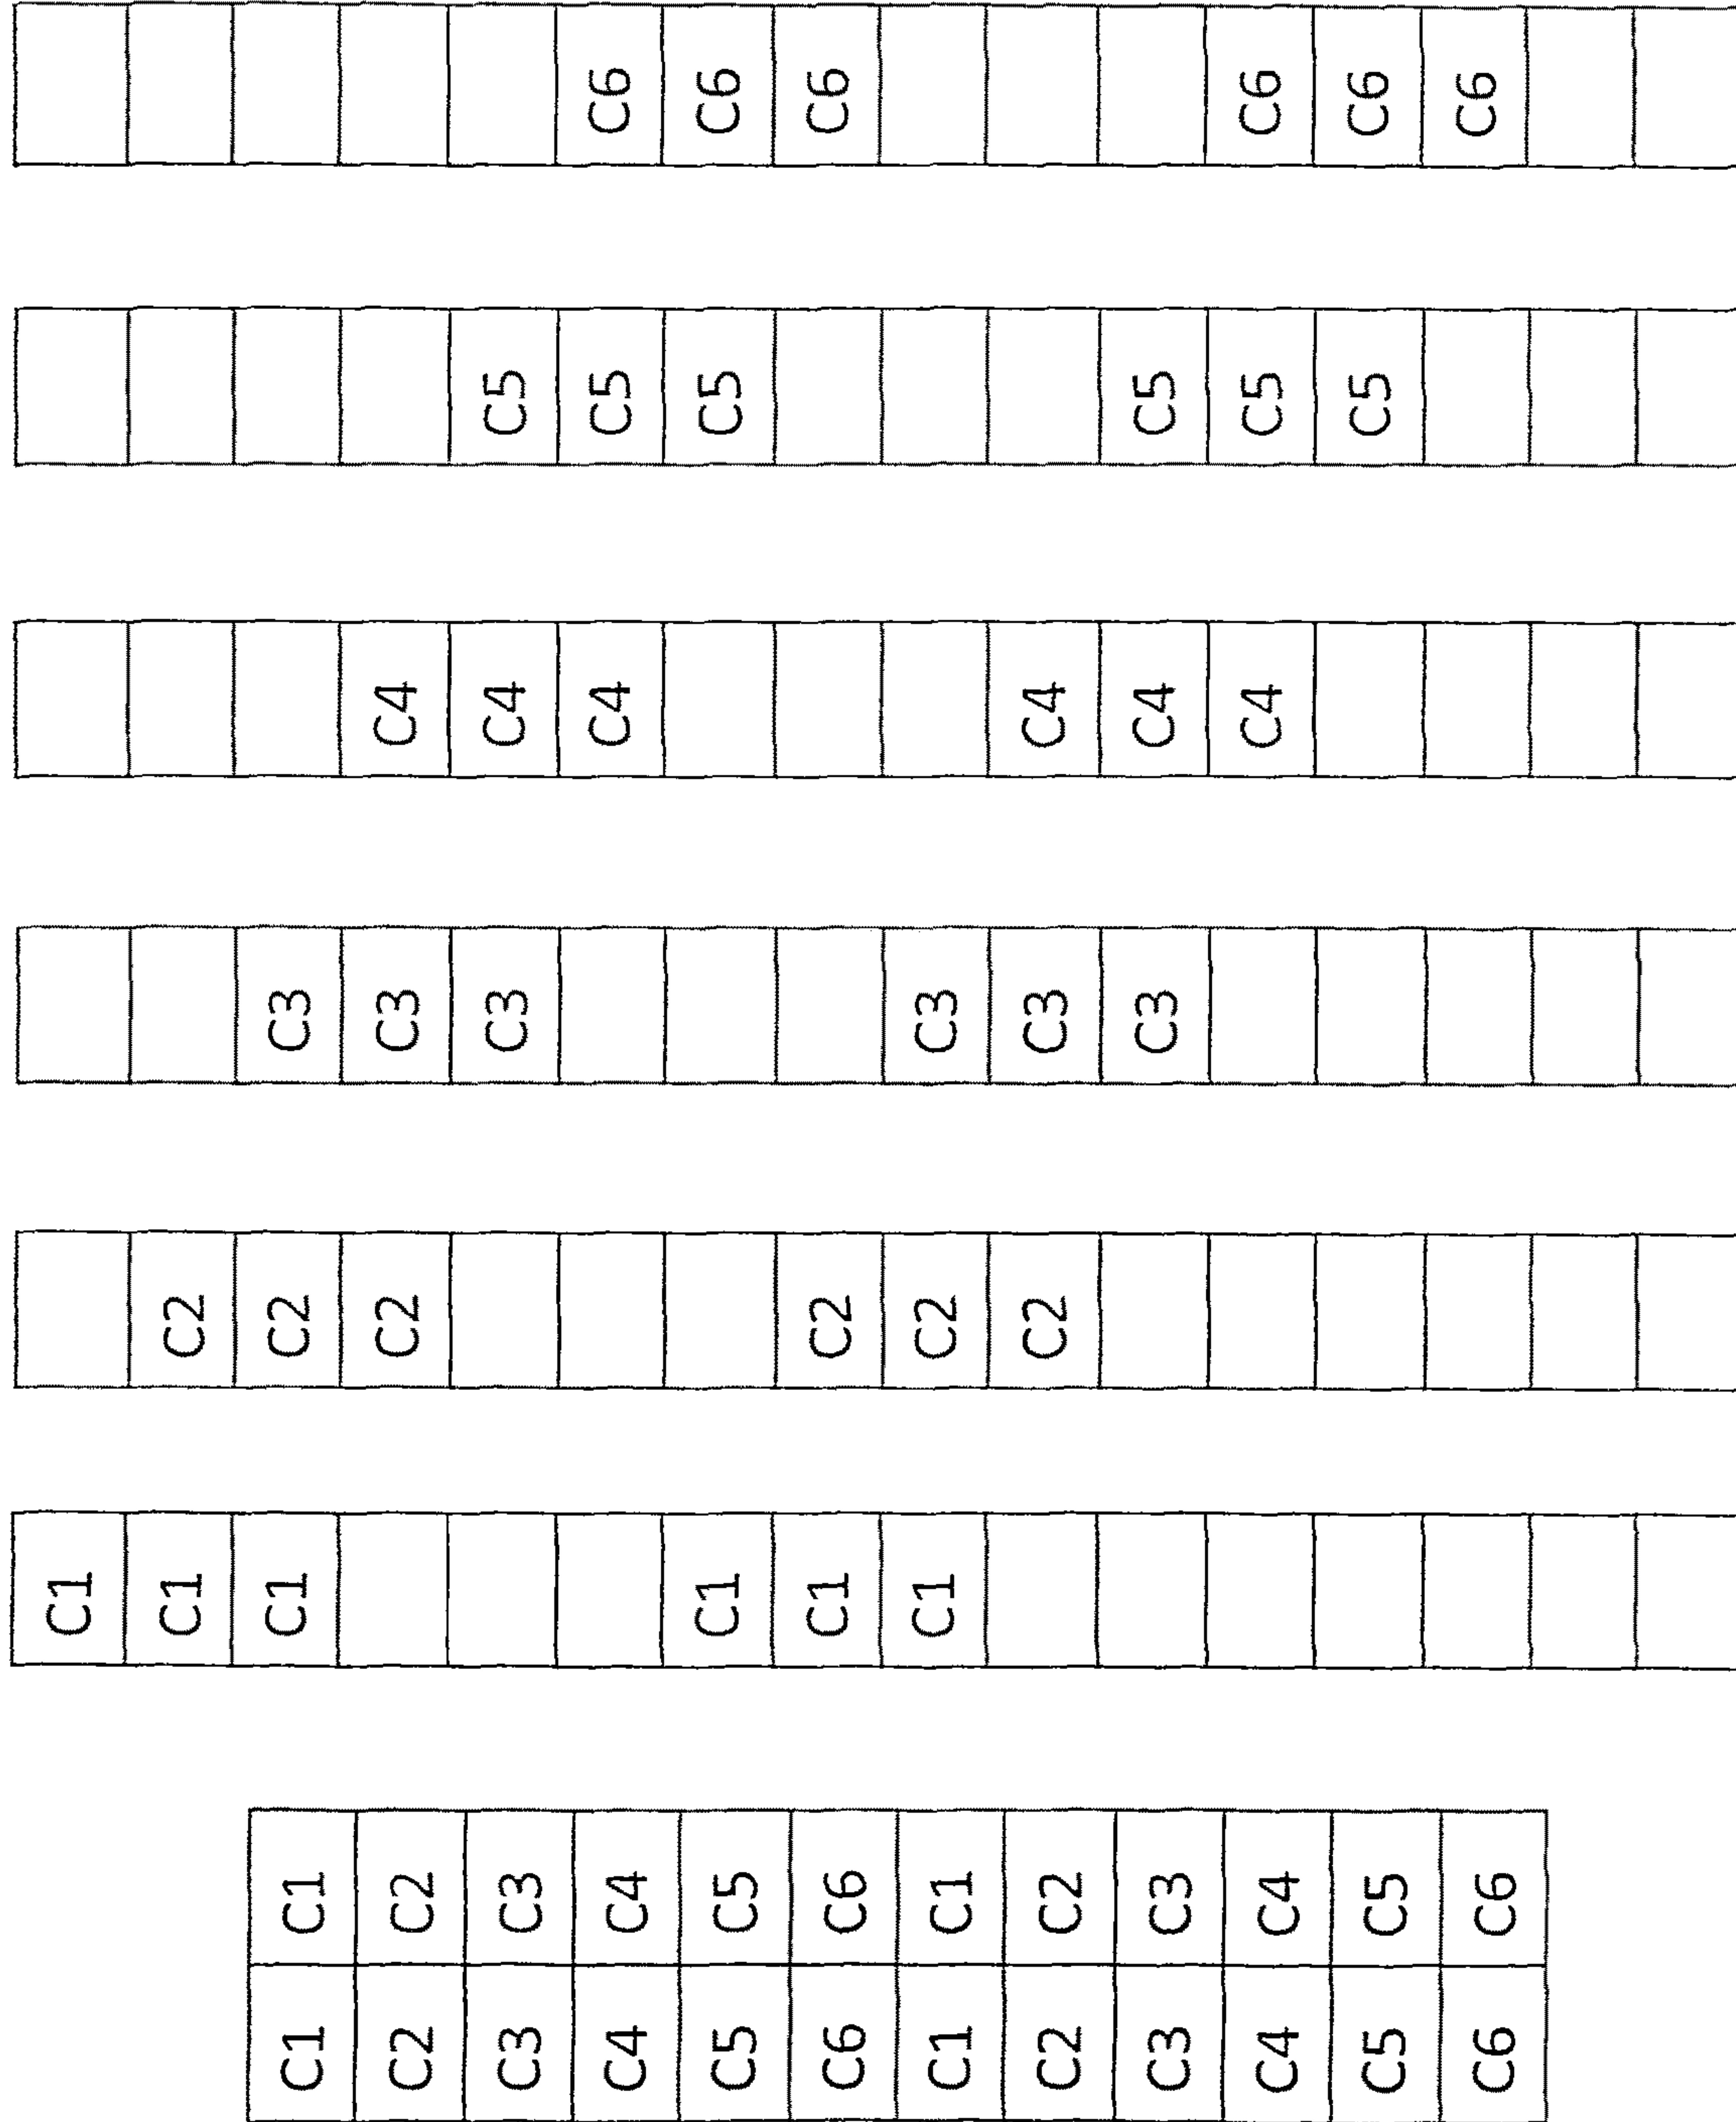 C1
C1 C2
C1 C1 C1 C2 C3
C2 C2 C2 C3 C4
C3 C3 C3 C4 C5
C4 C4 C4 C5 C6
C5 C5 C1 C5 C6
C6 C6 C1 C2 C6
C1 C1 C1 C2 C3
C2 C2 C2 C3 C4
C3 C3 C3 C4 C5
C4 C4 C4 C5 C6
C5 C5 C5 C6
C6 C6 C6